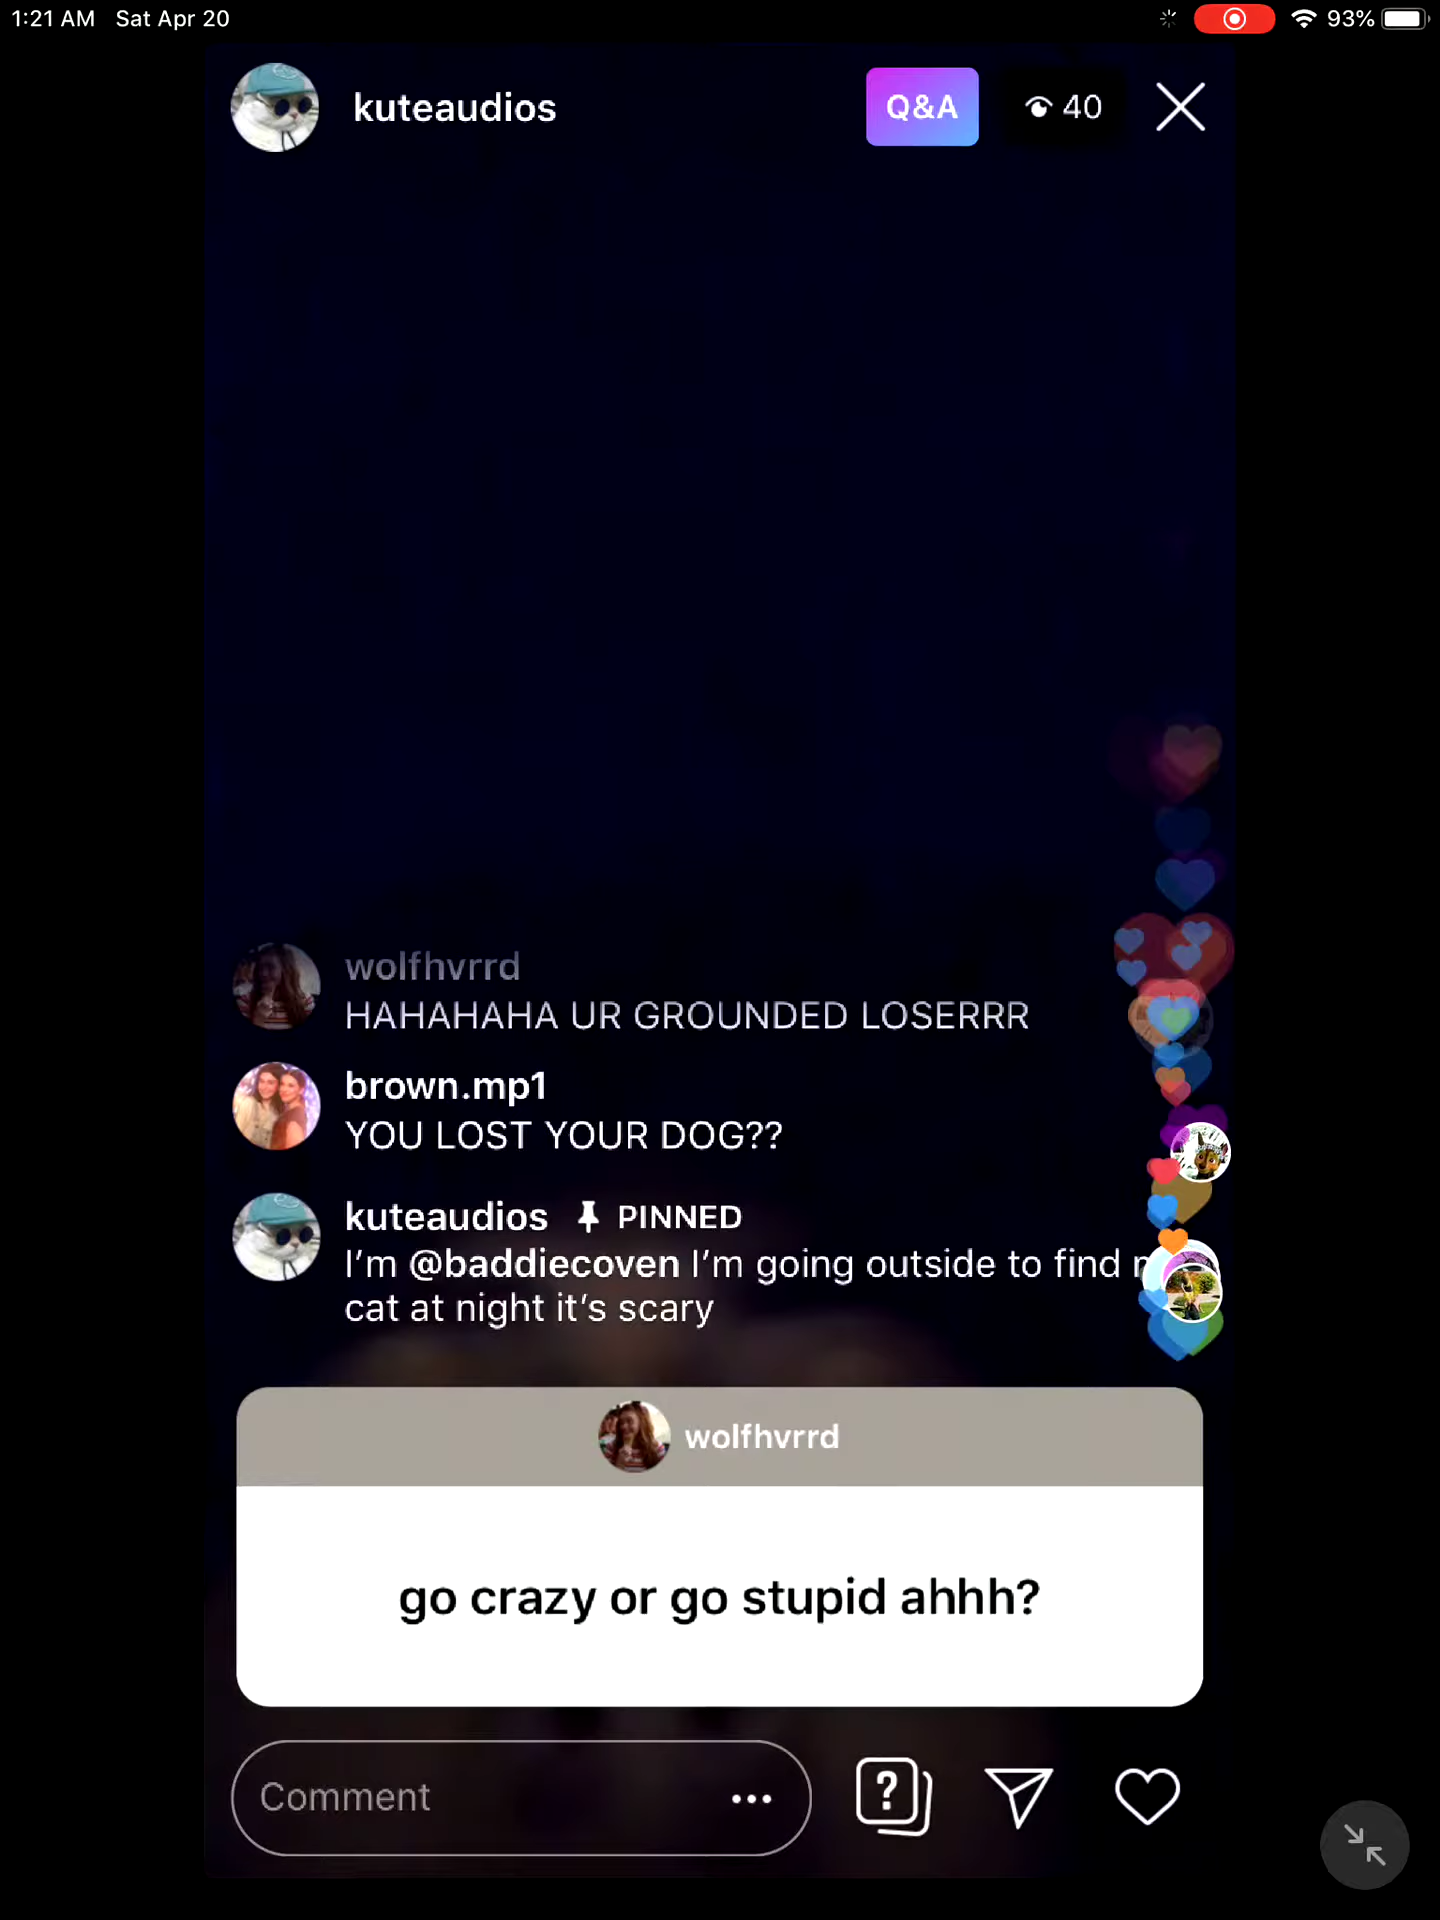 1:21 AM Sat Apr 20
93%
kuteaudios
Q&A
40
wolfhvrrd
HAHAHAHA UR GROUNDED LOSERRR
brown.mp1
YOU LOST YOUR DOG??
kuteaudios PINNED
I'm @baddiecoven I'm going outside to find
cat at night it's scary
wolfhvrrd
go crazy or go stupid ahhh?
Comment
?